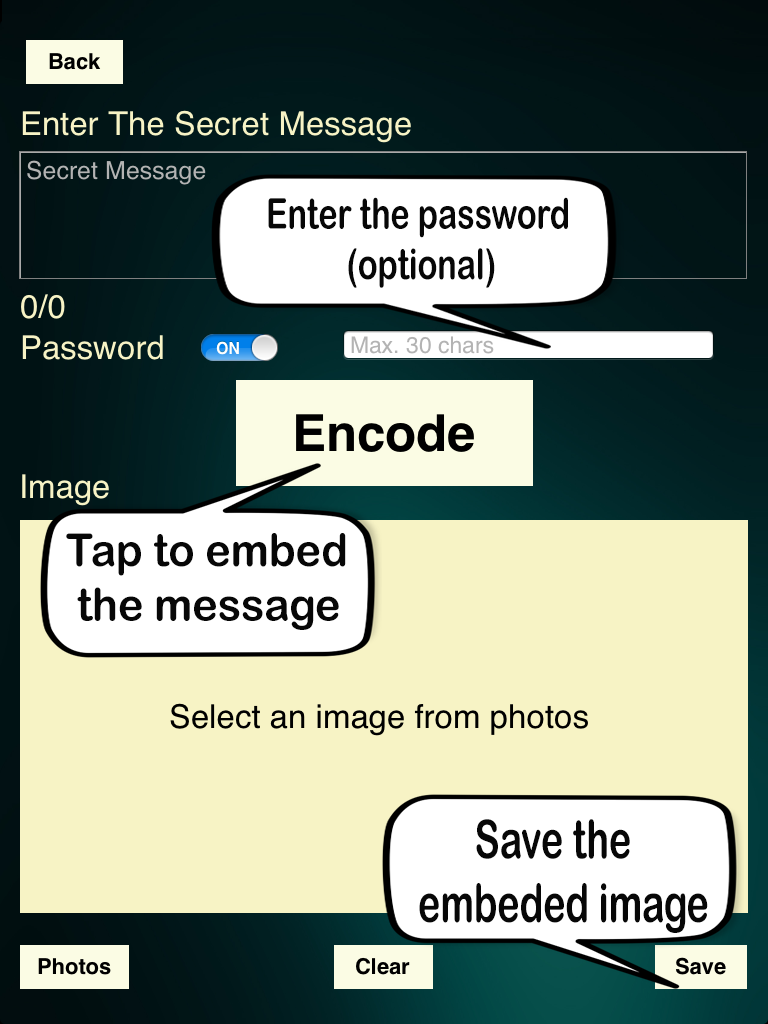 Back
Enter The Secret Message
Secret Message
Enter the password
(optional)
0/0
Password
ON
Max. 30 chars
Encode
Image
Tap to embed
the message
Select an image from photos
Save the
embeded image
Photos
Clear
Save